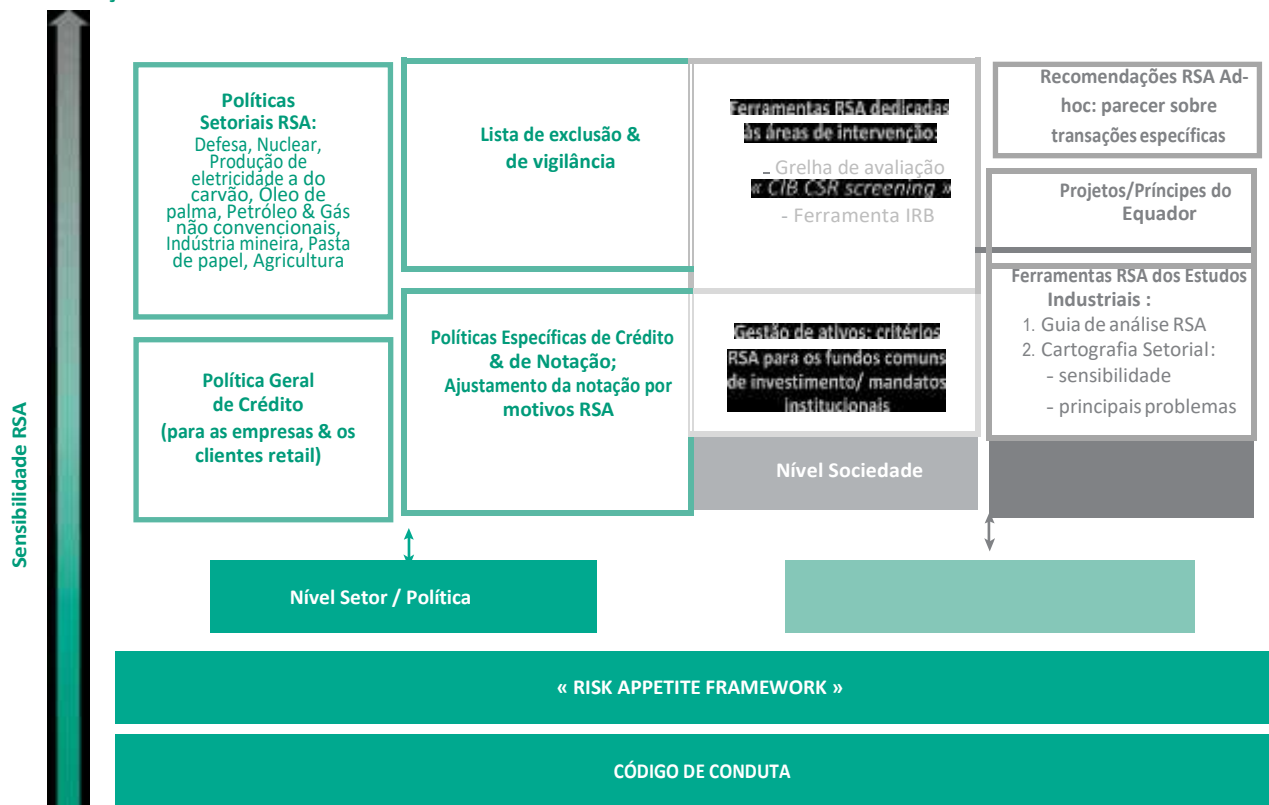 Sensibilidade RSA
Políticas
Setoriais RSA:
Defesa, Nuclear,
Produção de
eletricidade a do
carvão, Óleo de
palma, Petróleo & Gás
não convencionais,
Indústria mineira, Pasta
de papel, Agricultura
Política Geral
de Crédito
(para as empresas & os
clientes retail)
Lista de exclusão &
de vigilância
Políticas Específicas de Crédito
& de Notação;
Ajustamento da notação por
motivos RSA
Ferramentas RSA dedicadas
às áreas de intervenção:
- Grelha de avaliação
« CIB CSR screening »
- Ferramenta IRB
Gestão de ativos: critérios
RSA para os fundos comuns
de investimento/ mandatos
institucionais
Nível Sociedade
Recomendações RSA Ad-
hoc: parecer sobre
transações específicas
Projetos/Príncipes do
Equador
Ferramentas RSA dos Estudos
Industriais :
1. Guia de análise RSA
2. Cartografia Setorial:
- sensibilidade
- principais problemas
Nível Setor / Política
« RISK APPETITE FRAMEWORK »
CÓDIGO DE CONDUTA